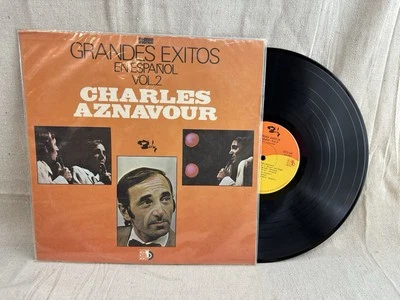 GRANDES EXITOS
EN ESPAÑOL
VOL.2
CHARLES
AZNAVOUR